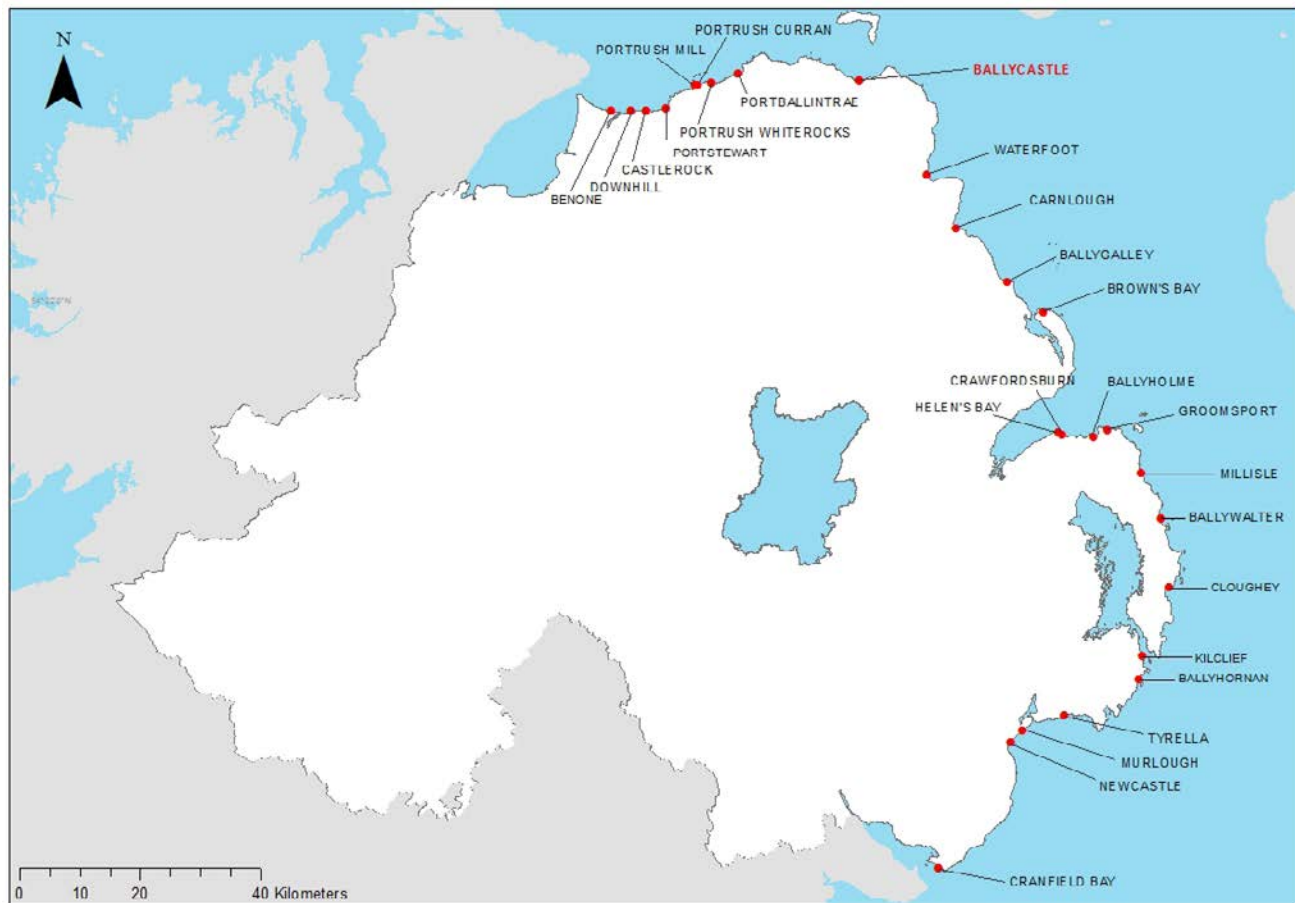 N
PORTRUSH CURRAN
PORTRUSH MILL
BALLYCASTLE
PORTBALLINTRAE
PORTRUSH WHITEROCKS
PORTSTEWART
CASTLEROCK
DOWNHILL
BENONE
WATERFOOT
CARNLOUGH
BALLYGALLEY
BROWN'S BAY
CRAWFORDSBURN
BALLYHOLME
HELEN'S BAY
GROOMSPORT
MILLISLE
BALLYWALTER
CLOUGHEY
KILCLIEF
BALLYHORNAN
TYRELLA
MURLOUGH
NEWCASTLE
CRANFIELD BAY
0 10 20 40 Kilometers